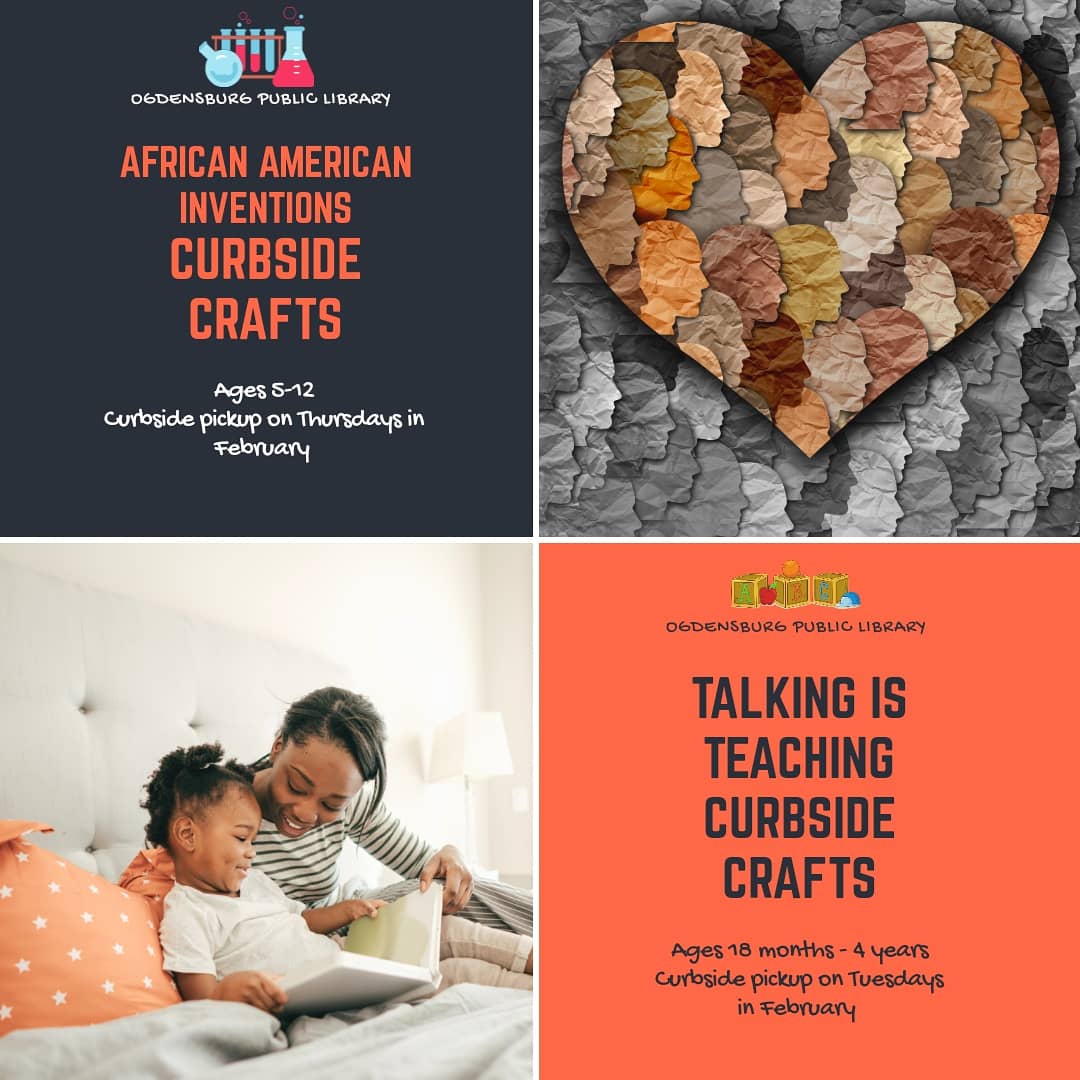 OGDENSBURG PUBLIC LIBRARY
AFRICAN AMERICAN
INVENTIONS
CURBSIDE
CRAFTS
Ages 5-12
Curbside pickup on Thursdays in
February
A B C
OGDENSBURG PUBLIC LIBRARY
TALKING IS
TEACHING
CURBSIDE
CRAFTS
Ages 18 months - 4 years
Curbside pickup on Tuesdays
in February